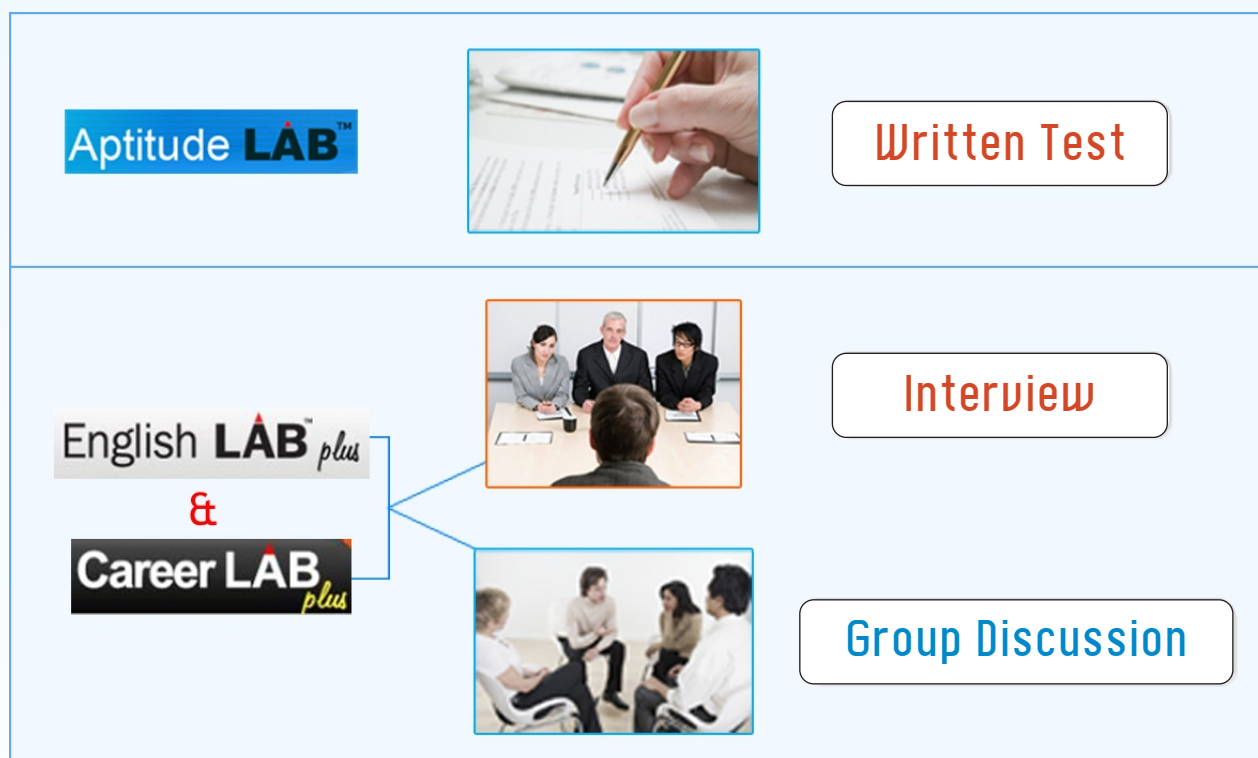 Aptitude LAB™
Written Test
Interview
English LAB™ plus
&
Career LAB plus
Group Discussion